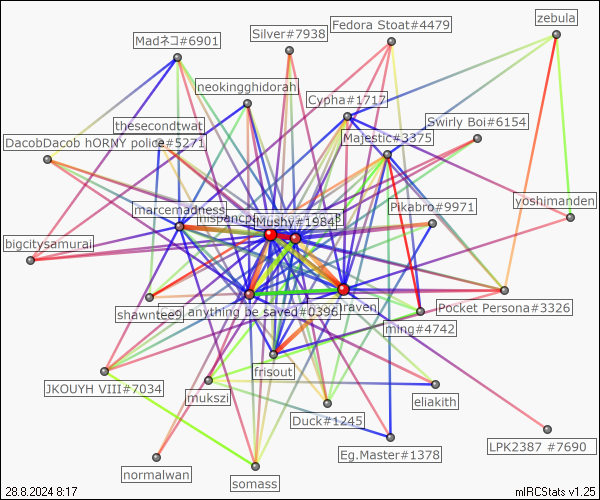 zebula
Fedora Stoat#4479
Silver#7938
Madネコ#6901
neokingghidorah
Cypha#1717
Swirly Boi#6154
thesecondtwat
Majestic#3375
DacobDacob hORNY police#5271
yoshimanden
Pikabro#9971
marcemadness
Mushy#1984
bigcitysamurai
shawntee9
anything be saved#0396
Pocket Persona#3326
ming#4742
frisout
JKOUYH VIII#7034
mukszi
eliakith
Duck#1245
LPK2387 #7690
Eg.Master#1378
normalwan
somass
28.8.2024 8:17
mIRCStats v1.25